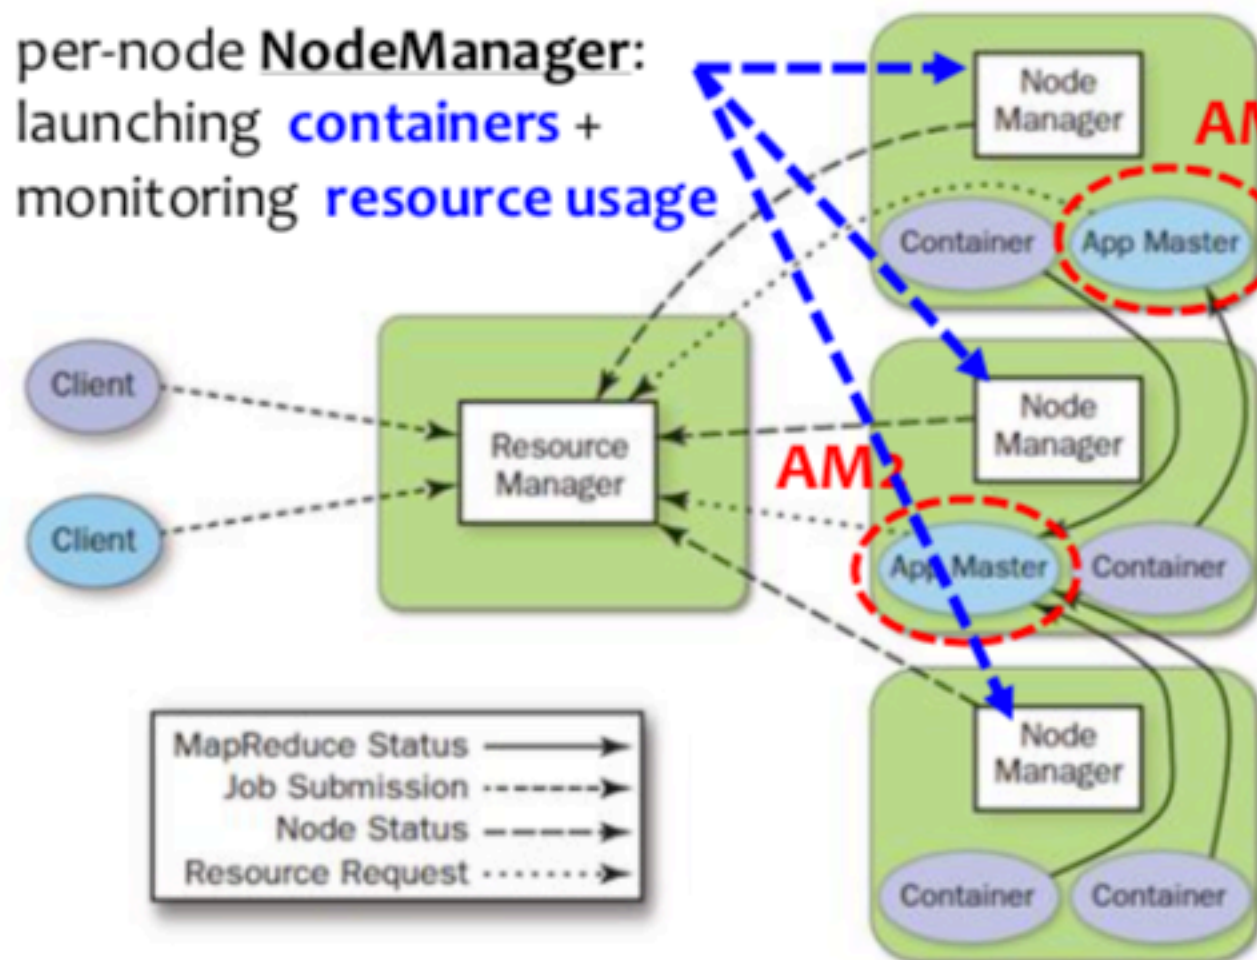 per-node NodeManager:
launching containers +
monitoring resource usage
Node
Manager
AM
Container
App Master
Client
Client
Resource
Manager
Node
Manager
AM2
App Master
Container
Node
Manager
Container
Container
MapReduce Status
Job Submission
Node Status
Resource Request